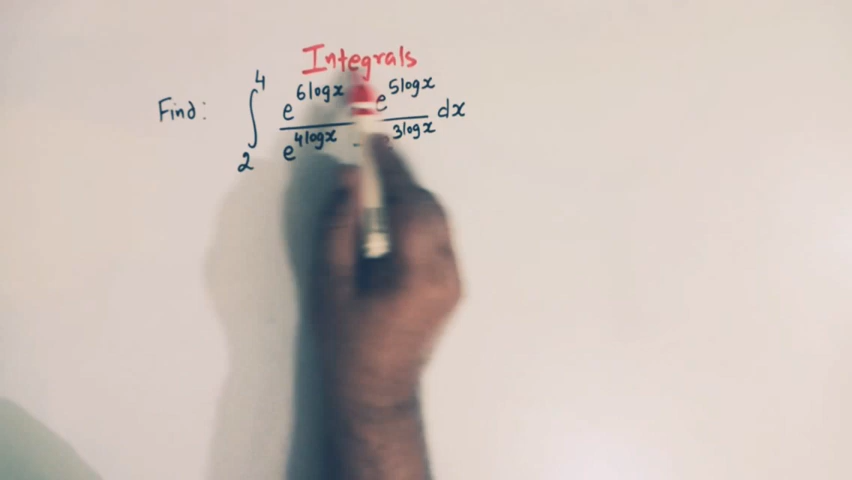 Integrals
Find: ∫₂⁴ e^{6logx} e^{5logx} / e^{4logx} - ^{3logx} dx